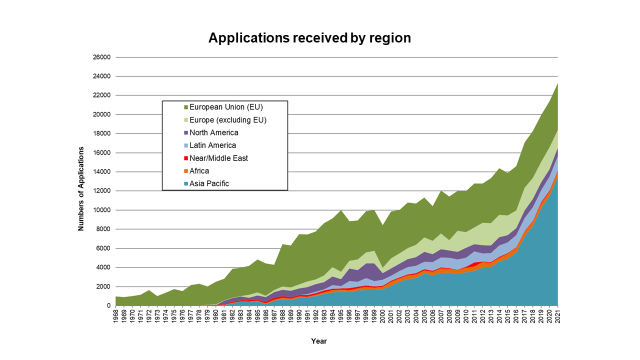 Applications received by region
26000
24000
22000
20000
18000
16000
14000
12000
10000
8000
6000
4000
2000
0
Numbers of Applications
European Union (EU)
Europe (excluding EU)
North America
Latin America
Near/Middle East
Africa
Asia Pacific
1968 1969 1970 1971 1972 1973 1974 1975 1976 1977 1978 1979 1980 1981 1982 1983 1984 1985 1986 1987 1988 1989 1990 1991 1992 1993 1994 1995 1996 1997 1998 1999 2000 2001 2002 2003 2004 2005 2006 2007 2008 2009 2010 2011 2012 2013 2014 2015 2016 2017 2018 2019 2020 2021
Year